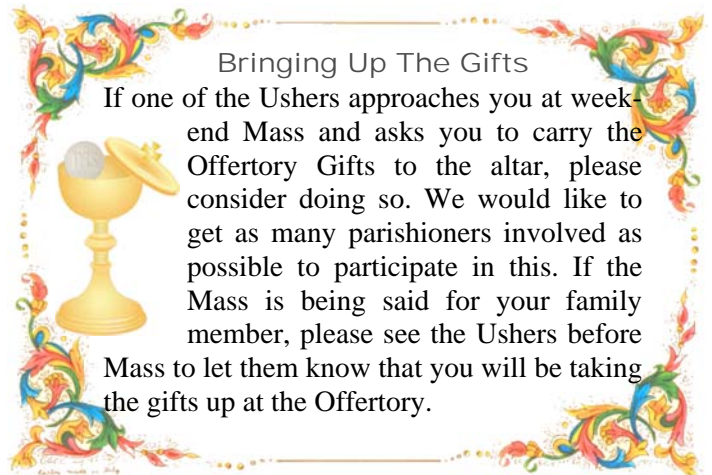 Bringing Up The Gifts
If one of the Ushers approaches you at week-
end Mass and asks you to carry the
Offertory Gifts to the altar, please
consider doing so. We would like to
get as many parishioners involved as
possible to participate in this. If the
Mass is being said for your family
member, please see the Ushers before
Mass to let them know that you will be taking
the gifts up at the Offertory.